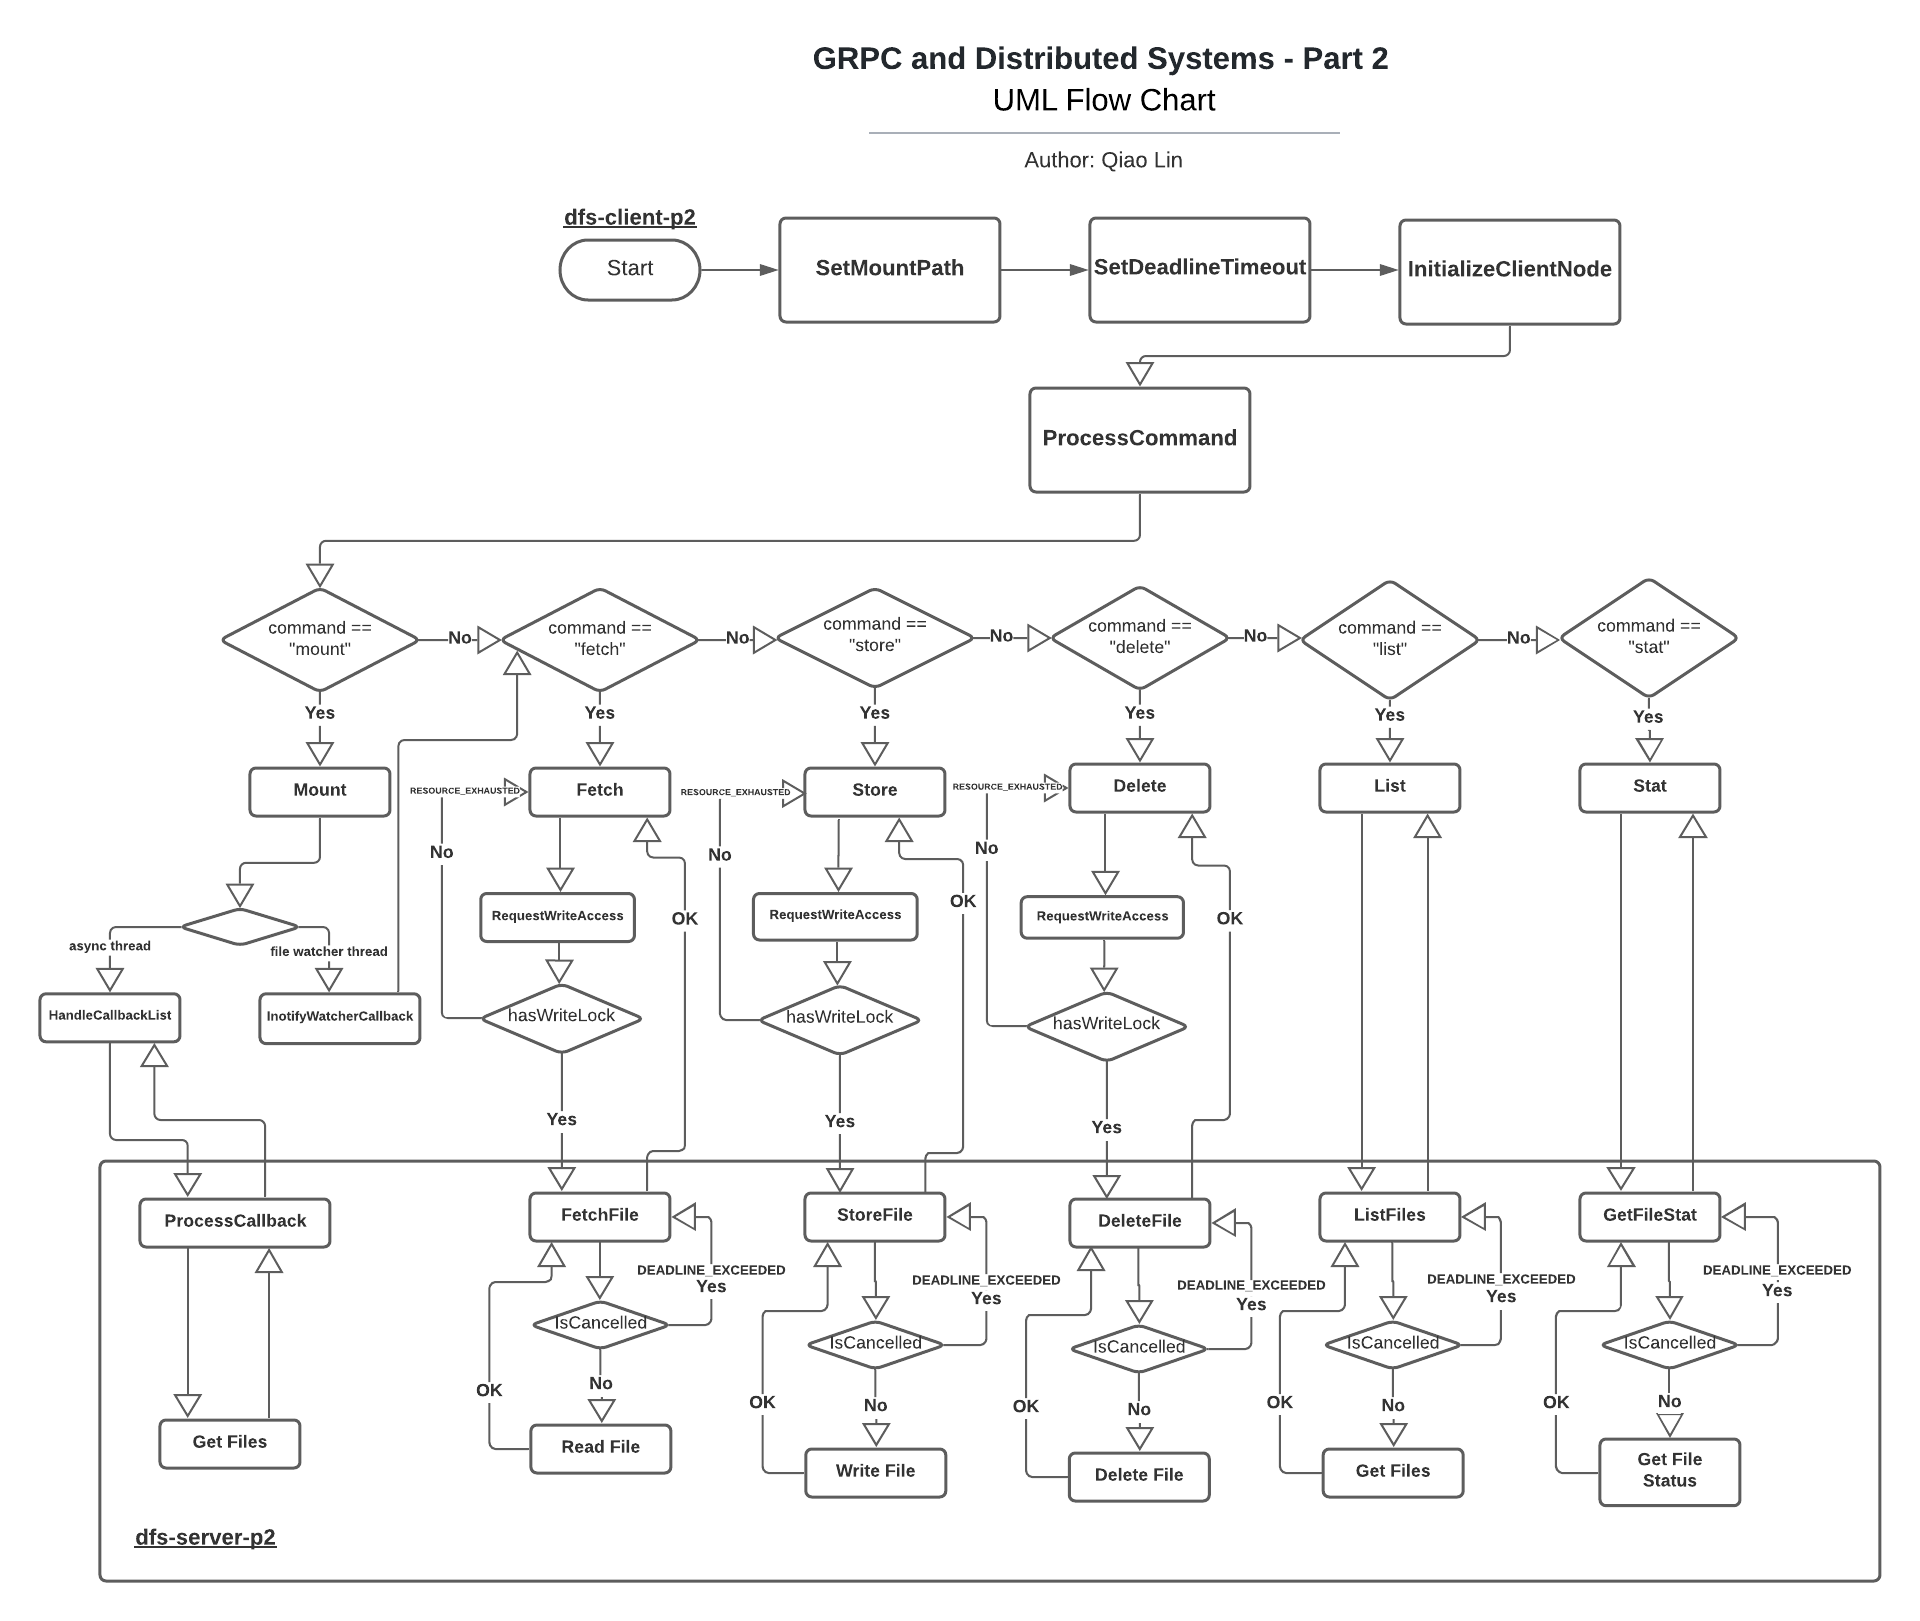 GRPC and Distributed Systems - Part 2
UML Flow Chart
Author: Qiao Lin
dfs-client-p2
Start
SetMountPath
SetDeadlineTimeout
InitializeClientNode
ProcessCommand
command ==
"mount"
No
command ==
"fetch"
No
command ==
"store"
No
command ==
"delete"
No
command ==
"list"
No
command ==
"stat"
Yes
Yes
Yes
Yes
Yes
Yes
Mount
RESOURCE_EXHAUSTED
Fetch
RESOURCE_EXHAUSTED
Store
RESOURCE_EXHAUSTED
Delete
List
Stat
No
No
No
RequestWriteAccess
OK
RequestWriteAccess
OK
RequestWriteAccess
OK
async thread
file watcher thread
HandleCallbackList
InotifyWatcherCallback
hasWriteLock
hasWriteLock
hasWriteLock
Yes
Yes
Yes
ProcessCallback
FetchFile
StoreFile
DeleteFile
ListFiles
GetFileStat
DEADLINE_EXCEEDED
Yes
DEADLINE_EXCEEDED
Yes
DEADLINE_EXCEEDED
Yes
DEADLINE_EXCEEDED
Yes
DEADLINE_EXCEEDED
Yes
IsCancelled
IsCancelled
IsCancelled
IsCancelled
IsCancelled
OK
No
OK
No
OK
No
OK
No
OK
No
Get Files
Read File
Write File
Delete File
Get Files
Get File
Status
dfs-server-p2